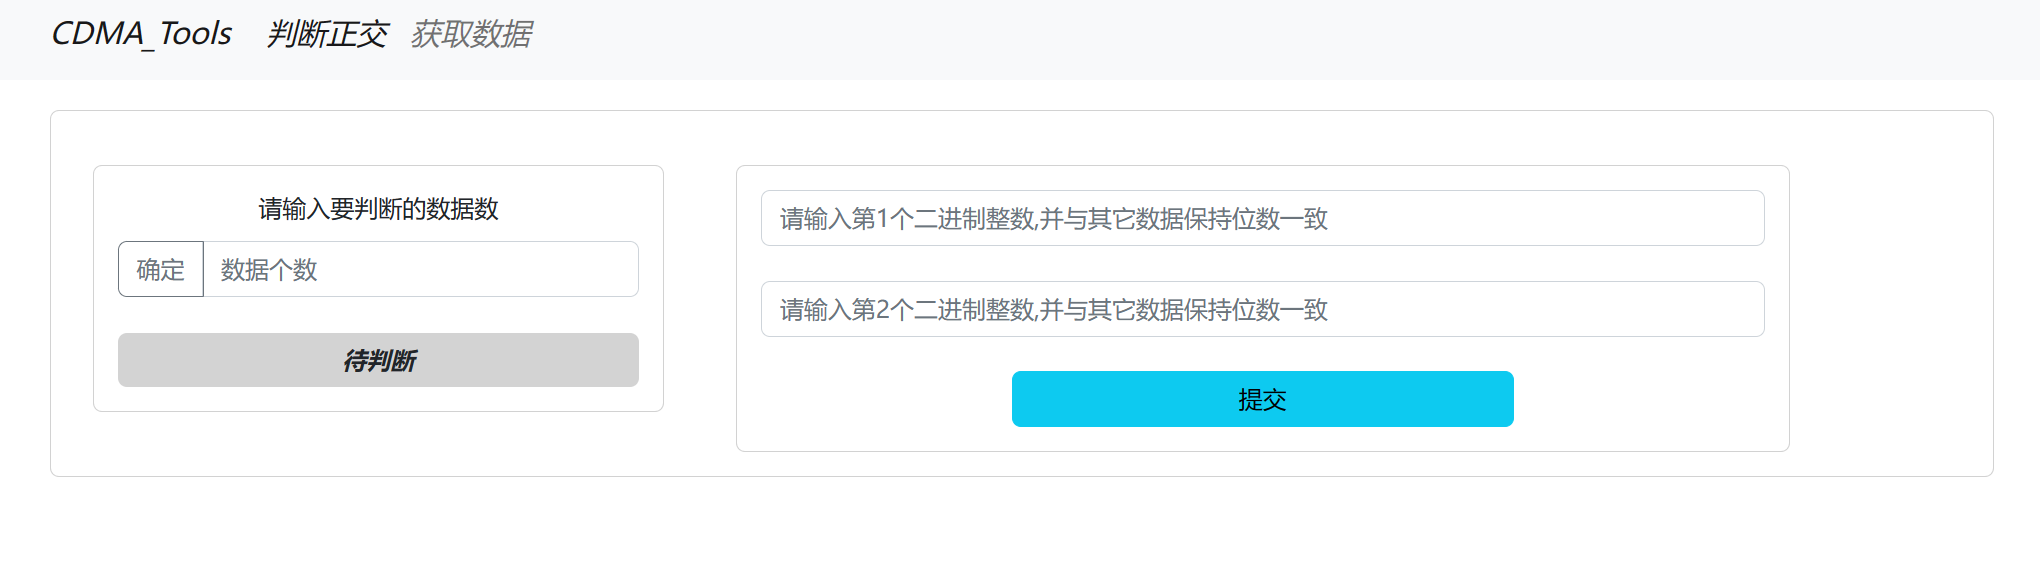 CDMA_Tools 判断正交 获取数据
请输入要判断的数据数
确定 数据个数
待判断
请输入第1个二进制整数,并与其它数据保持位数一致
请输入第2个二进制整数,并与其它数据保持位数一致
提交